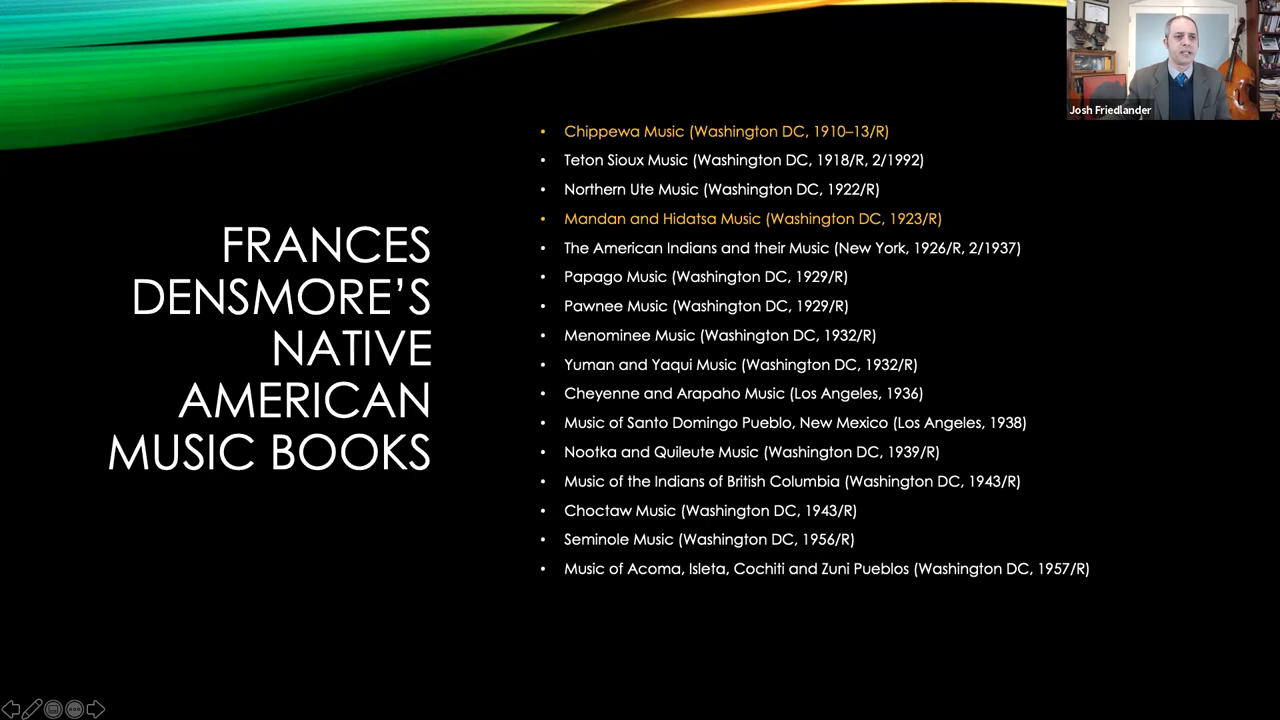 FRANCES
DENSMORE’S
NATIVE
AMERICAN
MUSIC BOOKS
• Chippewa Music (Washington DC, 1910–13/R)
• Teton Sioux Music (Washington DC, 1918/R, 2/1992)
• Northern Ute Music (Washington DC, 1922/R)
• Mandan and Hidatsa Music (Washington DC, 1923/R)
• The American Indians and their Music (New York, 1926/R, 2/1937)
• Papago Music (Washington DC, 1929/R)
• Pawnee Music (Washington DC, 1929/R)
• Menominee Music (Washington DC, 1932/R)
• Yuman and Yaqui Music (Washington DC, 1932/R)
• Cheyenne and Arapaho Music (Los Angeles, 1936)
• Music of Santo Domingo Pueblo, New Mexico (Los Angeles, 1938)
• Nootka and Quileute Music (Washington DC, 1939/R)
• Music of the Indians of British Columbia (Washington DC, 1943/R)
• Choctaw Music (Washington DC, 1943/R)
• Seminole Music (Washington DC, 1956/R)
• Music of Acoma, Isleta, Cochiti and Zuni Pueblos (Washington DC, 1957/R)
Josh Friedlander